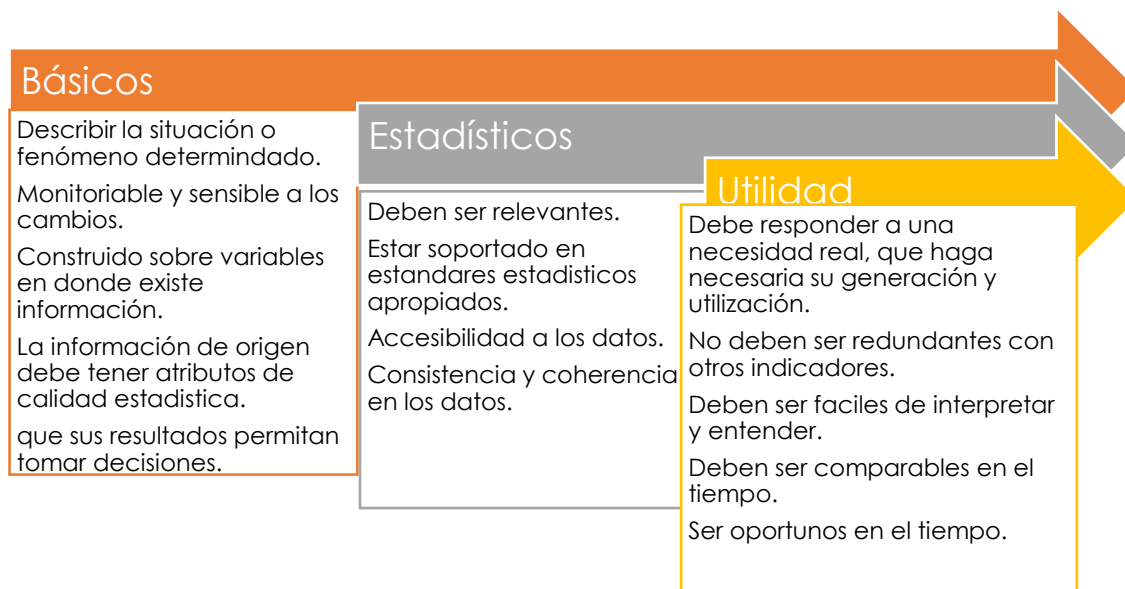 Básicos
Describir la situación o
fenómeno determindado.
Monitoriable y sensible a los
cambios.
Construido sobre variables
en donde existe
información.
La información de origen
debe tener atributos de
calidad estadistica.
que sus resultados permitan
tomar decisiones.
Estadísticos
Deben ser relevantes.
Estar soportado en
estandares estadisticos
apropiados.
Accesibilidad a los datos.
Consistencia y coherencia
en los datos.
Utilidad
Debe responder a una
necesidad real, que haga
necesaria su generación y
utilización.
No deben ser redundantes con
otros indicadores.
Deben ser faciles de interpretar
y entender.
Deben ser comparables en el
tiempo.
Ser oportunos en el tiempo.